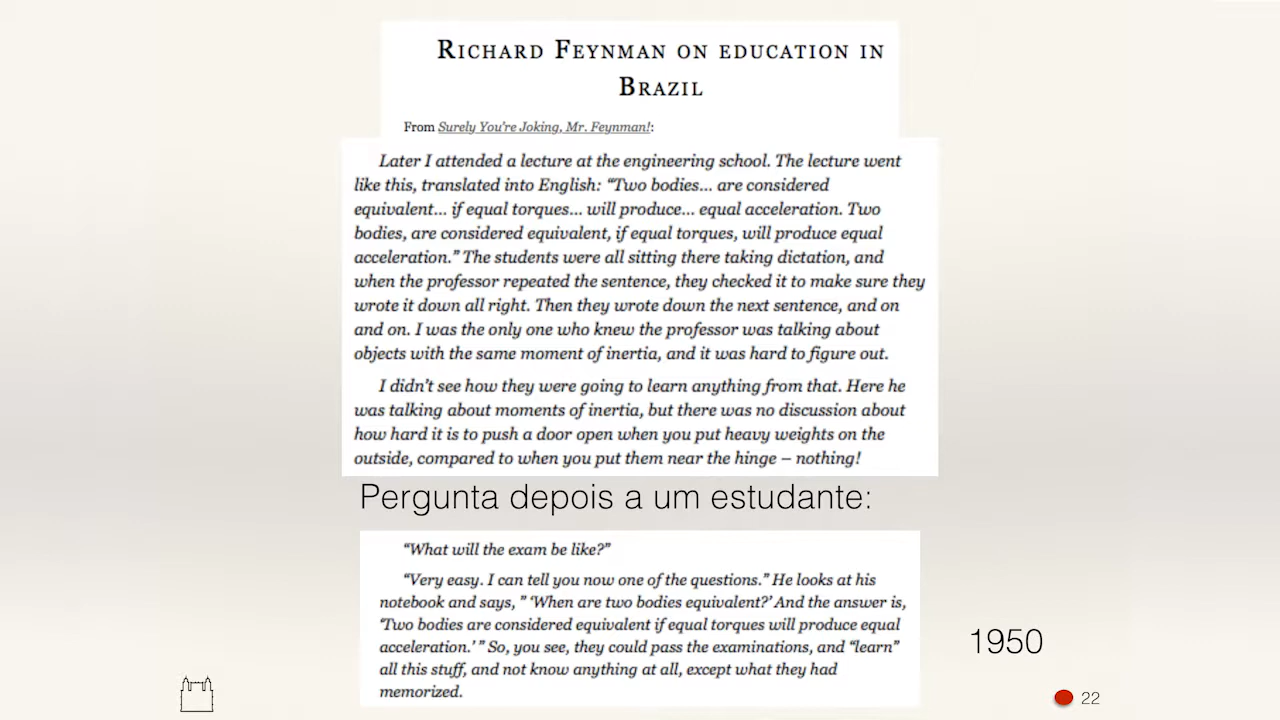 RICHARD FEYNMAN ON EDUCATION IN
BRAZIL
From Surely You're Joking, Mr. Feynman!:
Later I attended a lecture at the engineering school. The lecture went
like this, translated into English: “Two bodies… are considered
equivalent… if equal torques… will produce… equal acceleration. Two
bodies, are considered equivalent, if equal torques, will produce equal
acceleration.” The students were all sitting there taking dictation, and
when the professor repeated the sentence, they checked it to make sure they
wrote it down all right. Then they wrote down the next sentence, and on
and on. I was the only one who knew the professor was talking about
objects with the same moment of inertia, and it was hard to figure out.
I didn't see how they were going to learn anything from that. Here he
was talking about moments of inertia, but there was no discussion about
how hard it is to push a door open when you put heavy weights on the
outside, compared to when you put them near the hinge – nothing!
Pergunta depois a um estudante:
“What will the exam be like?”
“Very easy. I can tell you now one of the questions.” He looks at his
notebook and says, ” ‘When are two bodies equivalent?’ And the answer is,
‘Two bodies are considered equivalent if equal torques will produce equal
acceleration.’ ” So, you see, they could pass the examinations, and “learn”
all this stuff, and not know anything at all, except what they had
memorized.
1950
22